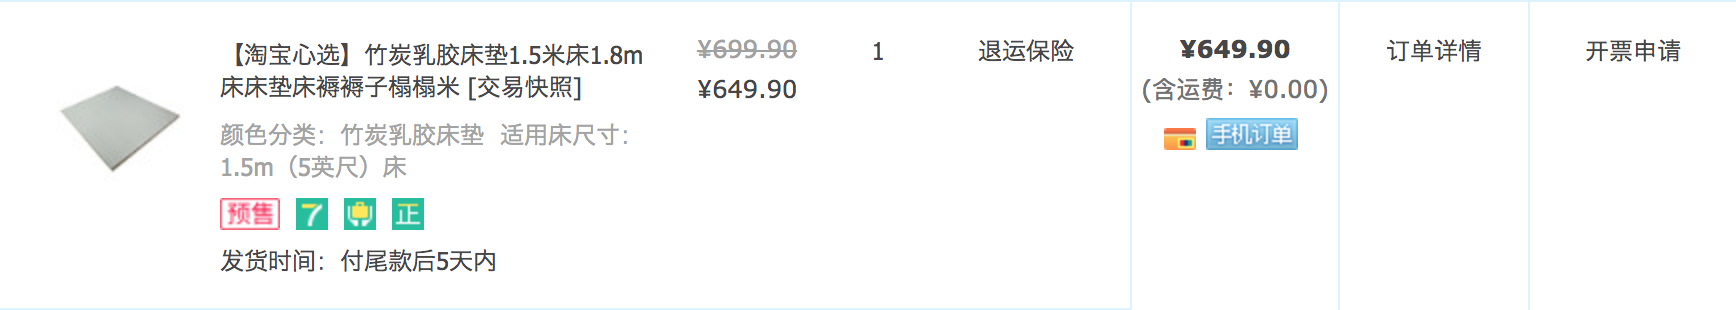 【淘宝心选】竹炭乳胶床垫1.5米床1.8m
床床垫床褥褥子榻榻米 [交易快照]
颜色分类：竹炭乳胶床垫 适用床尺寸：
1.5m（5英尺）床
预售 7 正
发货时间：付尾款后5天内
¥699.90
¥649.90
1
退运保险
¥649.90
(含运费：¥0.00)
手机订单
订单详情
开票申请